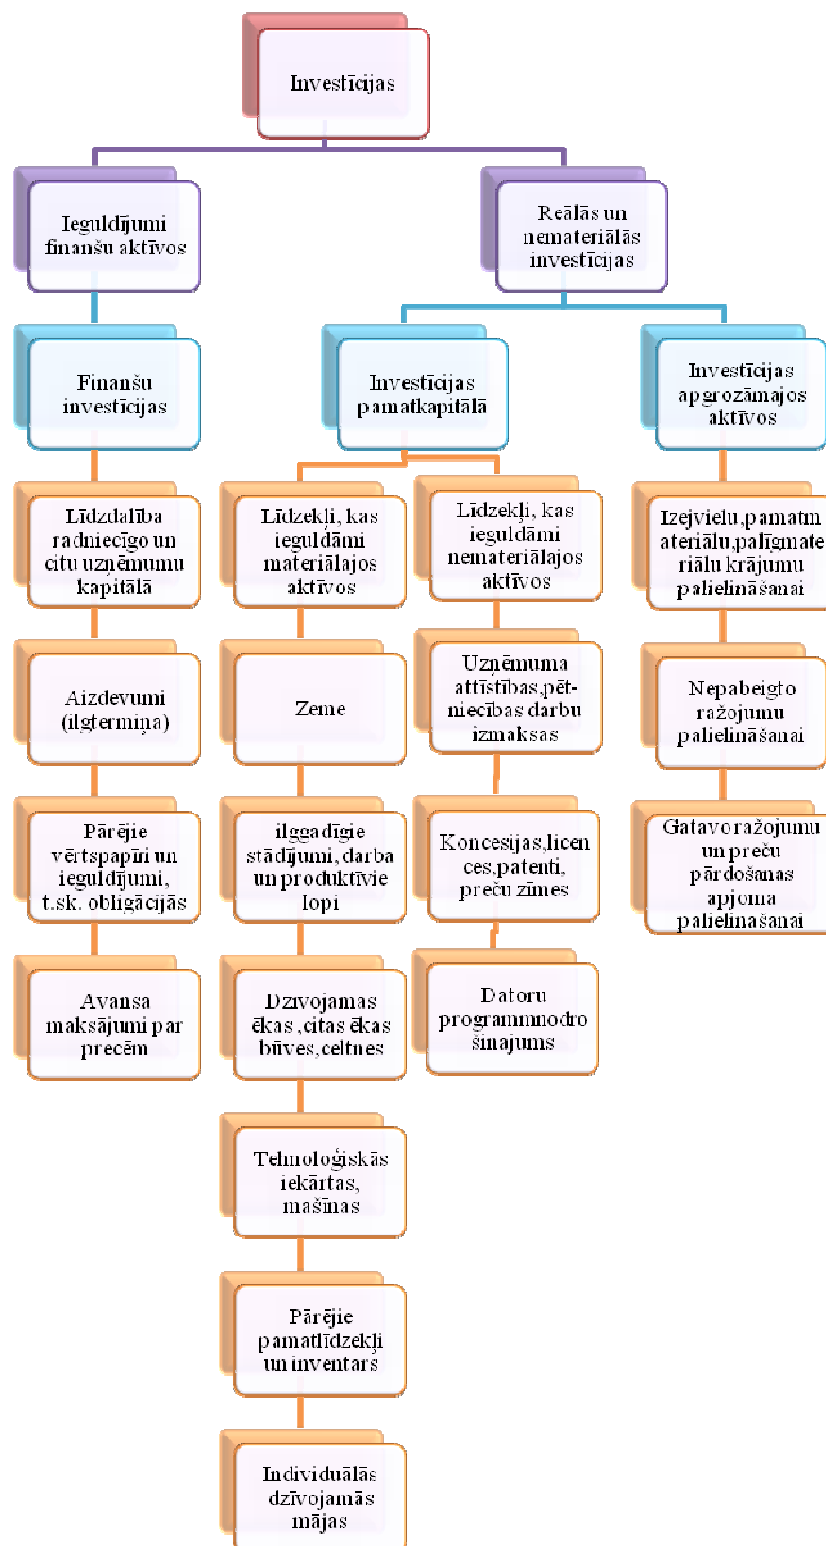 Investīcijas
Ieguldījumi
finanšu aktīvos
Reālās un
nemateriālās
investīcijas
Finanšu
investīcijas
Investīcijas
pamatkapitālā
Investīcijas
apgrozāmajos
aktīvos
Līdzdalība
radniecīgo un
citu uzņēmumu
kapitālā
Līdzekļi, kas
ieguldāmi
materiālajos
aktīvos
Līdzekļi, kas
ieguldāmi
nemateriālajos
aktīvos
Izejvielu,pamatm
ateriālu,palīgmate
riālu krājumu
palielināšanai
Aizdevumi
(ilgtermiņa)
Zeme
Uzņēmuma
attīstības,pēt-
niecības darbu
izmaksas
Nepabeigto
ražojumu
palielināšanai
Pārējie
vērtspapīri un
ieguldījumi,
t.sk. obligācijās
ilggadīgie
stādījumi, darba
un produktīvie
lopi
Koncesijas,licen
ces,patenti,
preču zīmes
Gatavo ražojumu
un preču
pārdošanas
apjoma
palielināšanai
Avansa
maksājumi par
precēm
Dzīvojamas
ēkas ,citas ēkas
būves,celtnes
Datoru
programmnodro
šinajums
Tehnoloģiskās
iekārtas,
mašīnas
Pārējie
pamatlīdzekļi
un inventars
Individuālās
dzīvojamās
mājas